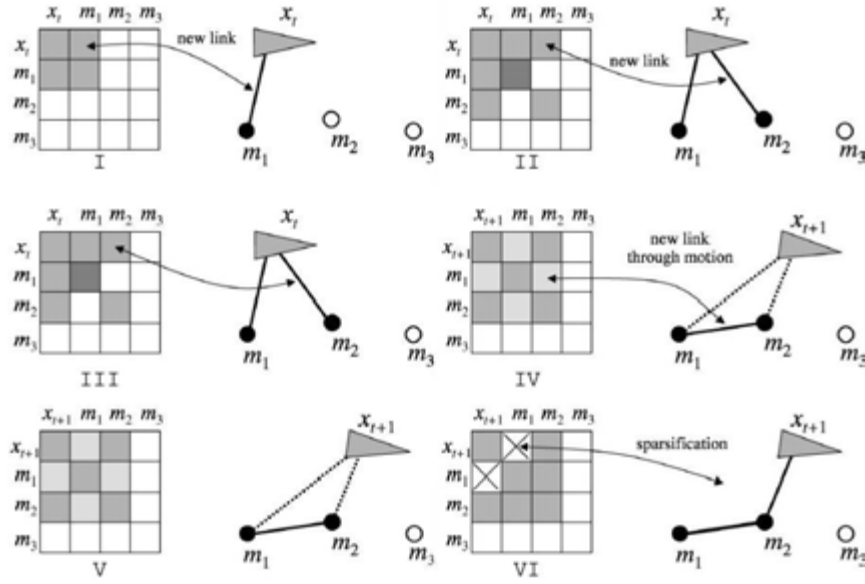 x_t m_1 m_2 m_3
x_t
x_t
m_1
m_2
m_3
new link
m_1 m_2 m_3
I
x_t m_1 m_2 m_3
x_t
x_t
m_1
m_2
m_3
new link
m_1 m_2 m_3
II
x_t m_1 m_2 m_3
x_t
x_t
m_1
m_2
m_3
m_1 m_2 m_3
III
x_{t+1} m_1 m_2 m_3
x_{t+1}
x_{t+1}
m_1
m_2
m_3
new link
through motion
m_1 m_2 m_3
IV
x_{t+1} m_1 m_2 m_3
x_{t+1}
x_{t+1}
m_1
m_2
m_3
m_1 m_2 m_3
V
x_{t+1} m_1 m_2 m_3
x_{t+1}
x_{t+1}
m_1
m_2
m_3
sparsification
m_1 m_2 m_3
VI